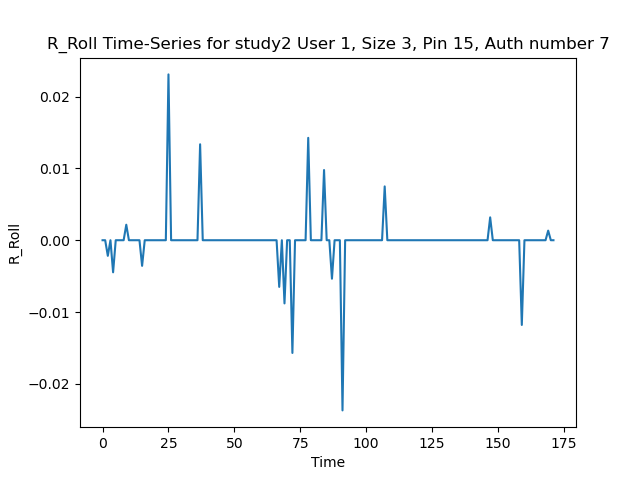 R_Roll Time-Series for study2 User 1, Size 3, Pin 15, Auth number 7
0.02
0.01
0.00
−0.01
−0.02
R_Roll
0 25 50 75 100 125 150 175
Time